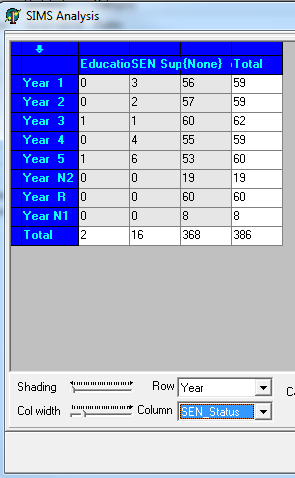 SIMS Analysis
Educatio SEN Sup {None} Total
Year 1 0 3 56 59
Year 2 0 2 57 59
Year 3 1 1 60 62
Year 4 0 4 55 59
Year 5 1 6 53 60
Year N2 0 0 19 19
Year R 0 0 60 60
Year N1 0 0 8 8
Total 2 16 368 386
Shading Row Year
Col width Column SEN_Status